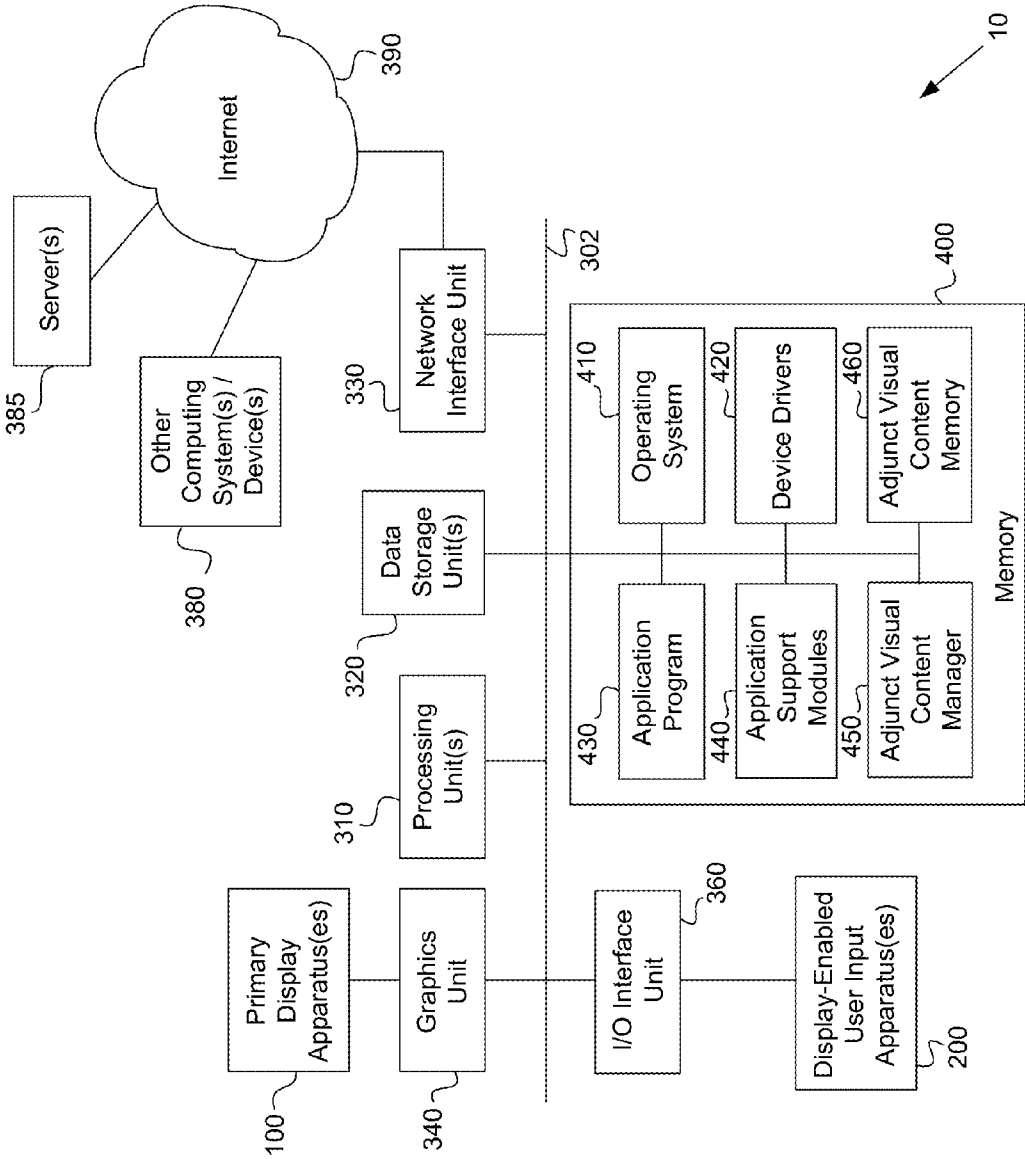 Server(s)
385
Internet
390
Other
Computing
System(s) /
Device(s)
380
10
Primary
Display
Apparatus(es)
100
Graphics
Unit
340
Processing
Unit(s)
310
Data
Storage
Unit(s)
320
Network
Interface Unit
330
302
I/O Interface
Unit
360
Display-Enabled
User Input
Apparatus(es)
200
400
Application
Program
430
Operating
System
410
Application
Support
Modules
440
Device Drivers
420
Adjunct Visual
Content
Manager
450
Adjunct Visual
Content
Memory
460
Memory